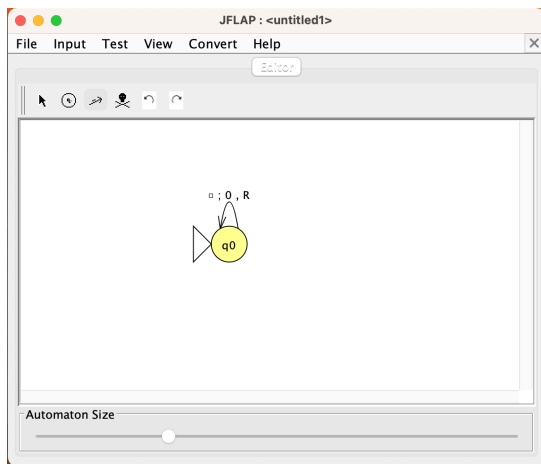 JFLAP : <untitled1>
File Input Test View Convert Help
Editor
□ ; 0 , R
q0
Automaton Size